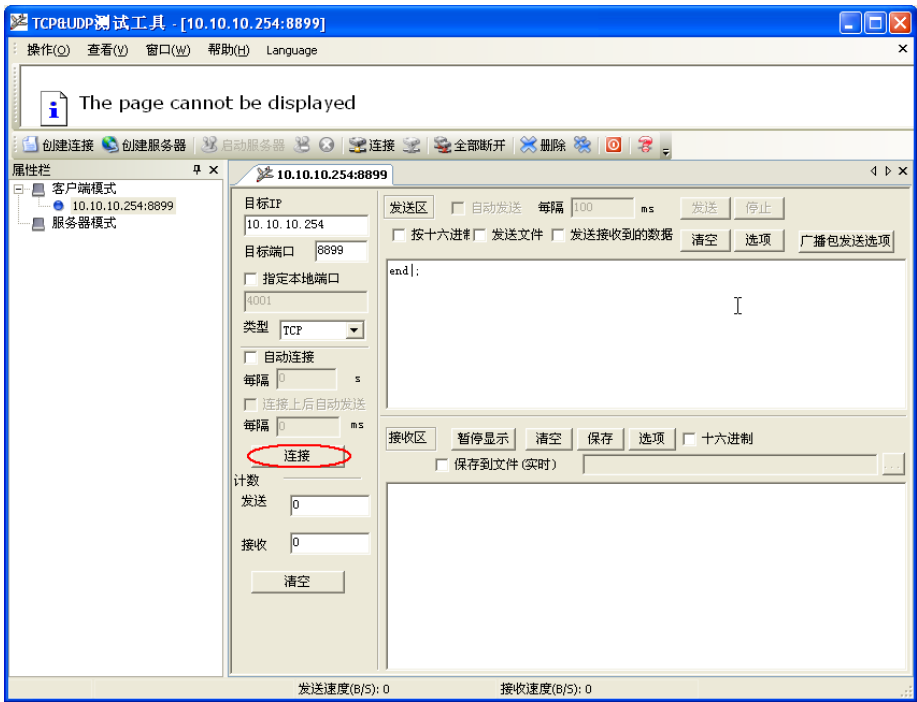 TCP&UDP测试工具 - [10.10.10.254:8899]
操作(O) 查看(V) 窗口(W) 帮助(H) Language
The page cannot be displayed
创建连接 创建服务器 启动服务器 连接 全部断开 删除
属性栏
客户端模式
10.10.10.254:8899
服务器模式
10.10.10.254:8899
目标IP
10.10.10.254
目标端口 8899
指定本地端口
4001
类型 TCP
自动连接
每隔 0 s
连接上后自动发送
每隔 0 ms
连接
计数
发送 0
接收 0
清空
发送区 自动发送 每隔 100 ms 发送 停止
按十六进制 发送文件 发送接收到的数据 清空 选项 广播包发送选项
end|;
接收区 暂停显示 清空 保存 选项 十六进制
保存到文件(实时) ...
发送速度(B/S): 0 接收速度(B/S): 0